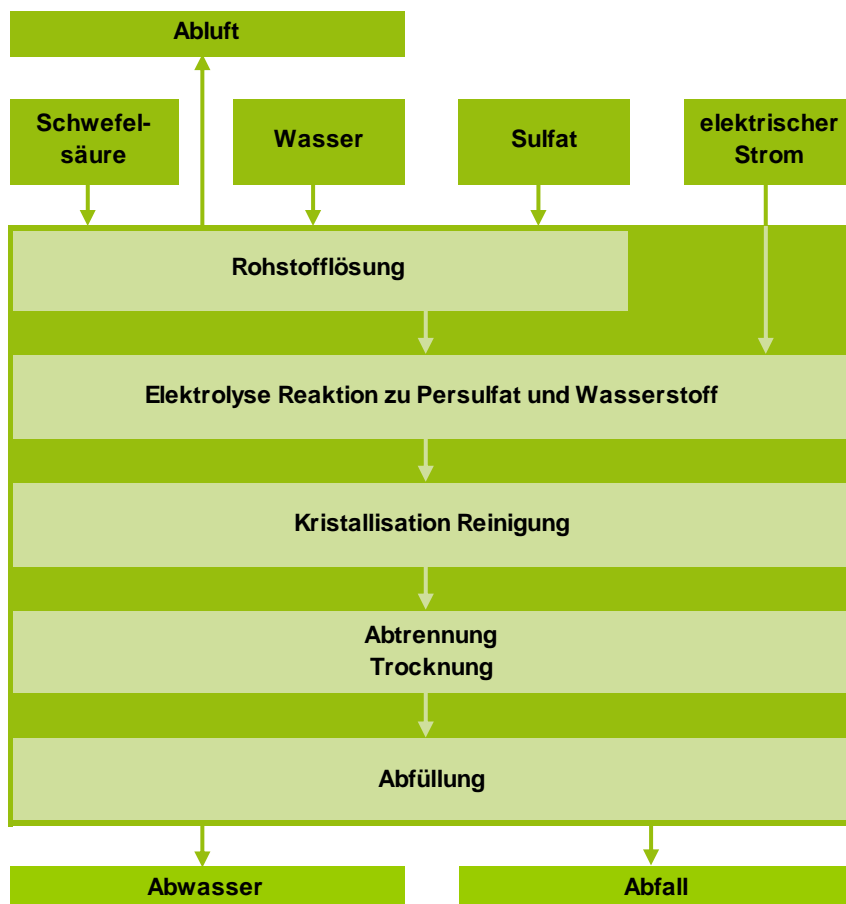 Abluft
Schwefel-
säure
Wasser
Sulfat
elektrischer
Strom
Rohstofflösung
Elektrolyse Reaktion zu Persulfat und Wasserstoff
Kristallisation Reinigung
Abtrennung
Trocknung
Abfüllung
Abwasser
Abfall